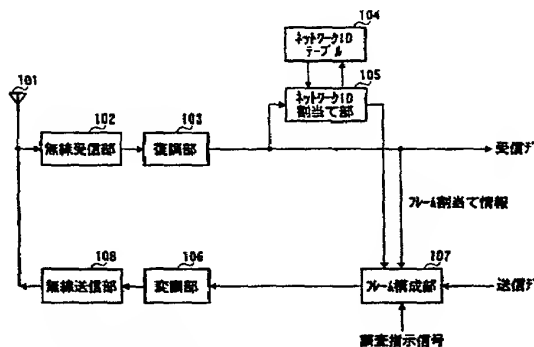 104
ネットワークID
テーブル
105
ネットワークID
割当て部
101
102
無線受信部
103
復調部
受信デ
フレーム割当て情報
108
無線送信部
106
変調部
107
フレーム構成部
送信デ
調査指示信号